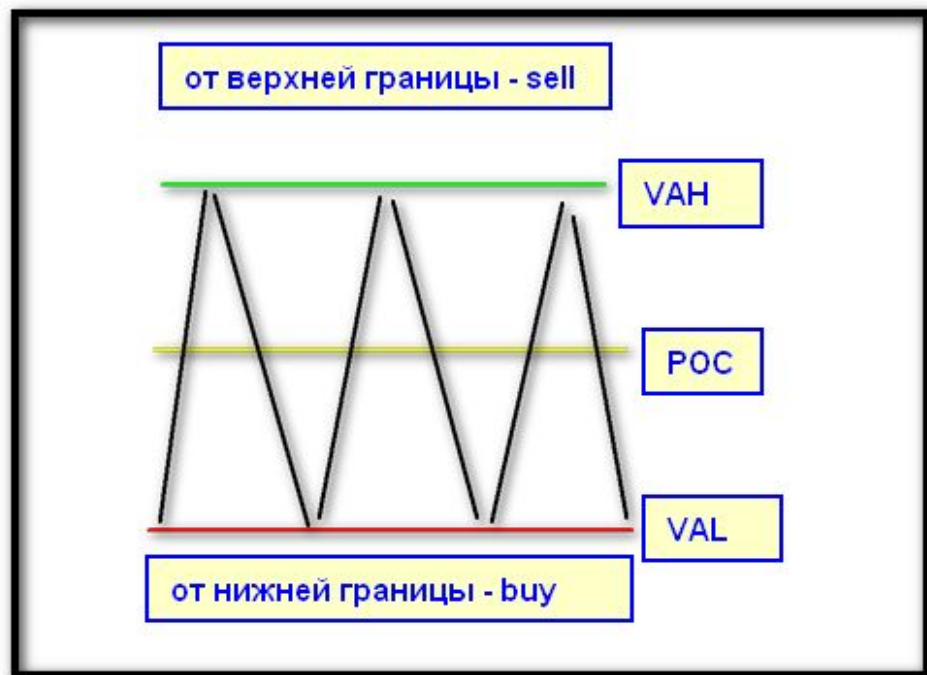 от верхней границы - sell
VAH
POC
VAL
от нижней границы - buy